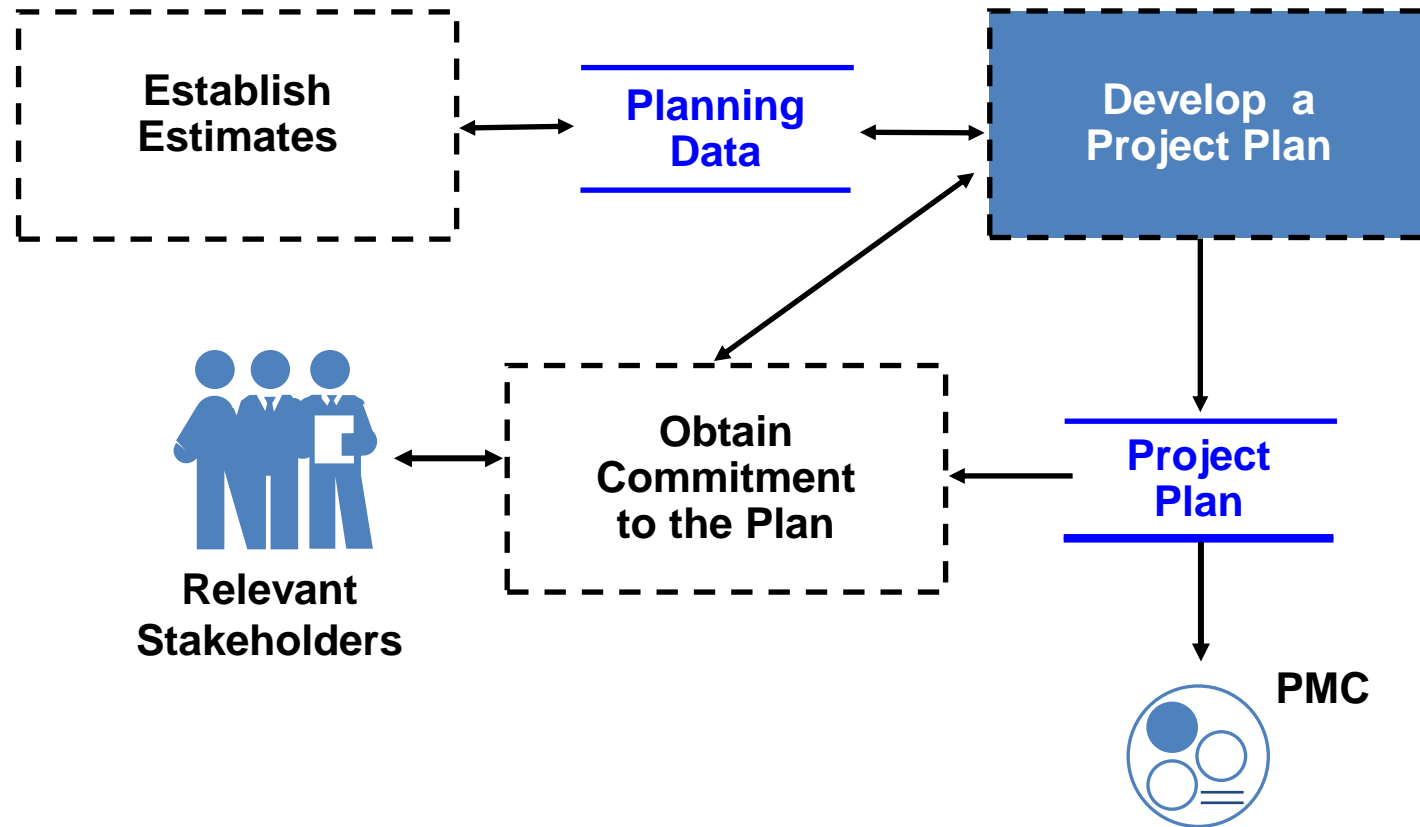 Establish
Estimates
Planning
Data
Develop a
Project Plan
Obtain
Commitment
to the Plan
Project
Plan
Relevant
Stakeholders
PMC